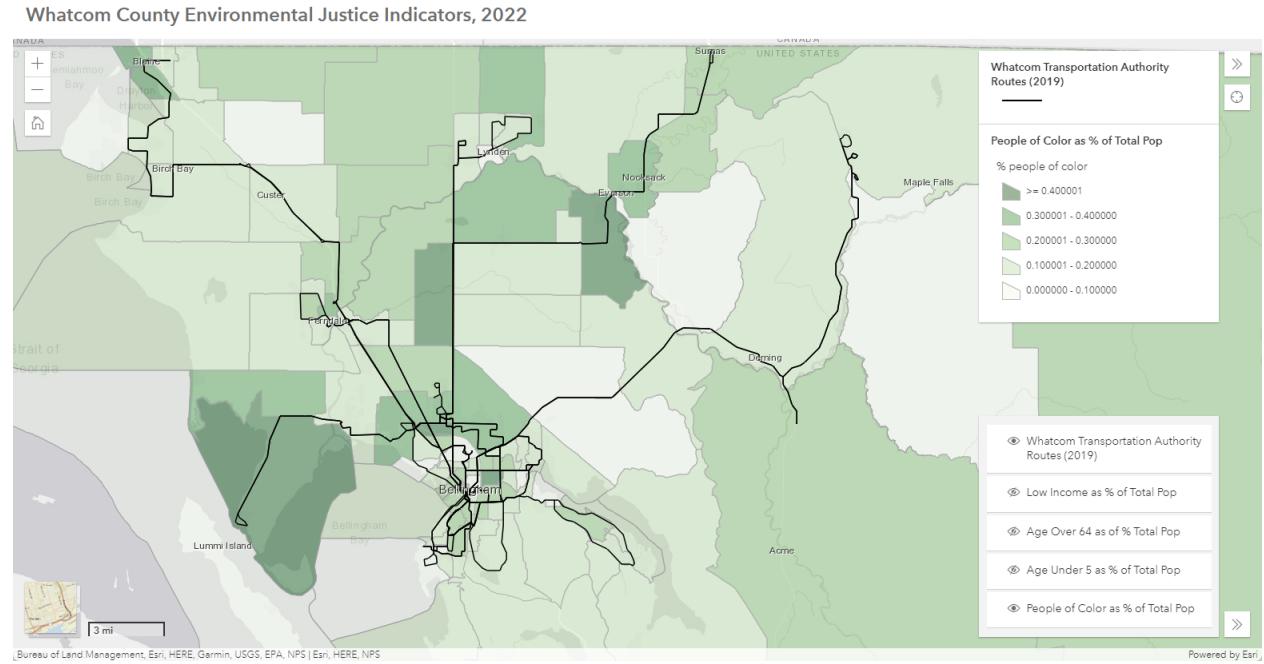 Whatcom County Environmental Justice Indicators, 2022
CANADA
UNITED STATES
Blaine
Sumas
Birch Bay
Birch Bay
Birch Bay
Custer
Lynden
Nooksack
Everson
Maple Falls
Ferndale
Strait of
Georgia
Deming
Bellingham
Bellingham
Bay
Lummi Island
Acme
Whatcom Transportation Authority
Routes (2019)
People of Color as % of Total Pop
% people of color
>= 0.400001
0.300001 - 0.400000
0.200001 - 0.300000
0.100001 - 0.200000
0.000000 - 0.100000
Whatcom Transportation Authority
Routes (2019)
Low Income as % of Total Pop
Age Over 64 as of % Total Pop
Age Under 5 as % of Total Pop
People of Color as % of Total Pop
3 mi
Bureau of Land Management, Esri, HERE, Garmin, USGS, EPA, NPS | Esri, HERE, NPS
Powered by Esri